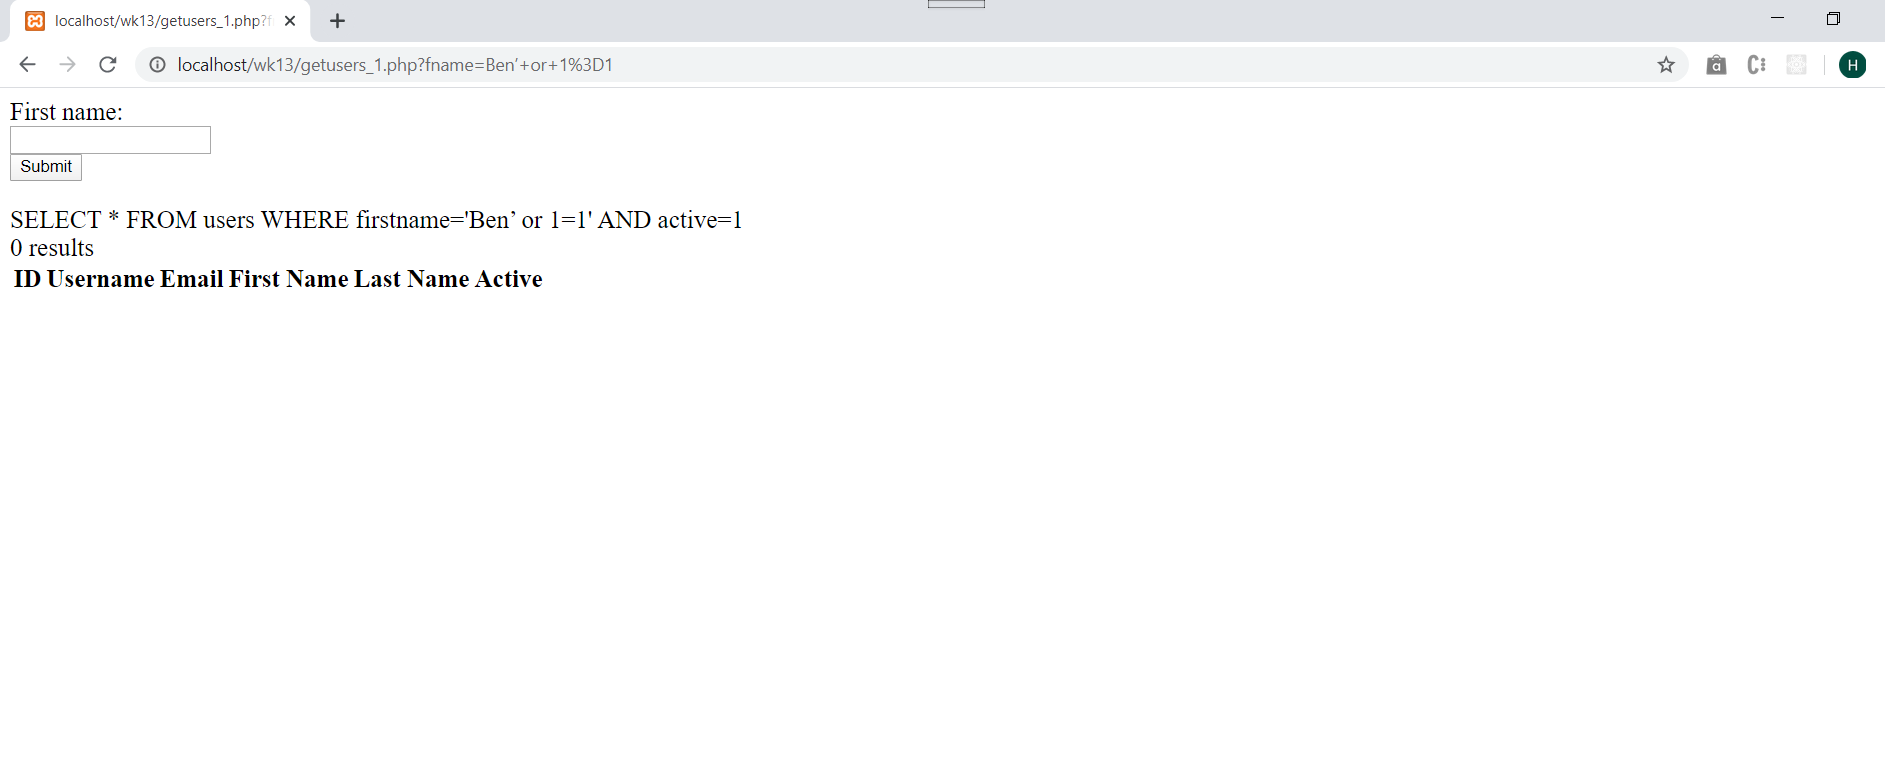 localhost/wk13/getusers_1.php?f
localhost/wk13/getusers_1.php?fname=Ben’+or+1%3D1
H
First name:
Submit
SELECT * FROM users WHERE firstname='Ben’ or 1=1' AND active=1
0 results
ID Username Email First Name Last Name Active